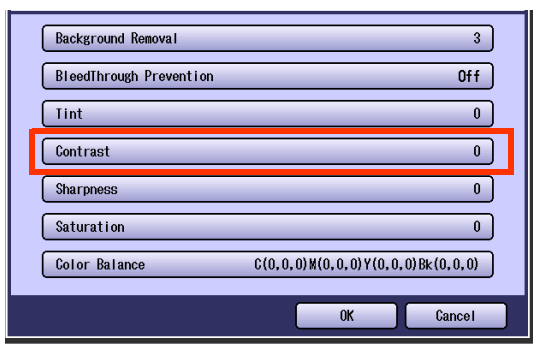 Background Removal 3
BleedThrough Prevention Off
Tint 0
Contrast 0
Sharpness 0
Saturation 0
Color Balance C(0,0,0)M(0,0,0)Y(0,0,0)Bk(0,0,0)
OK Cancel